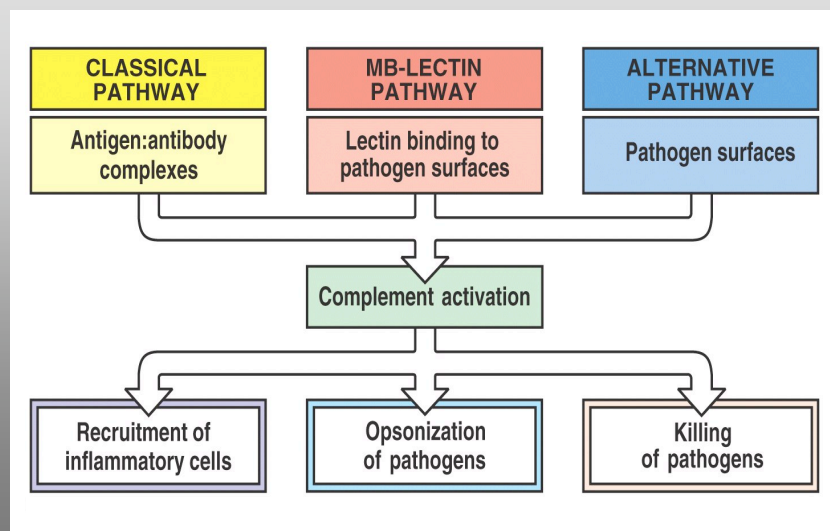 CLASSICAL
PATHWAY
MB-LECTIN
PATHWAY
ALTERNATIVE
PATHWAY
Antigen:antibody
complexes
Lectin binding to
pathogen surfaces
Pathogen surfaces
Complement activation
Recruitment of
inflammatory cells
Opsonization
of pathogens
Killing
of pathogens